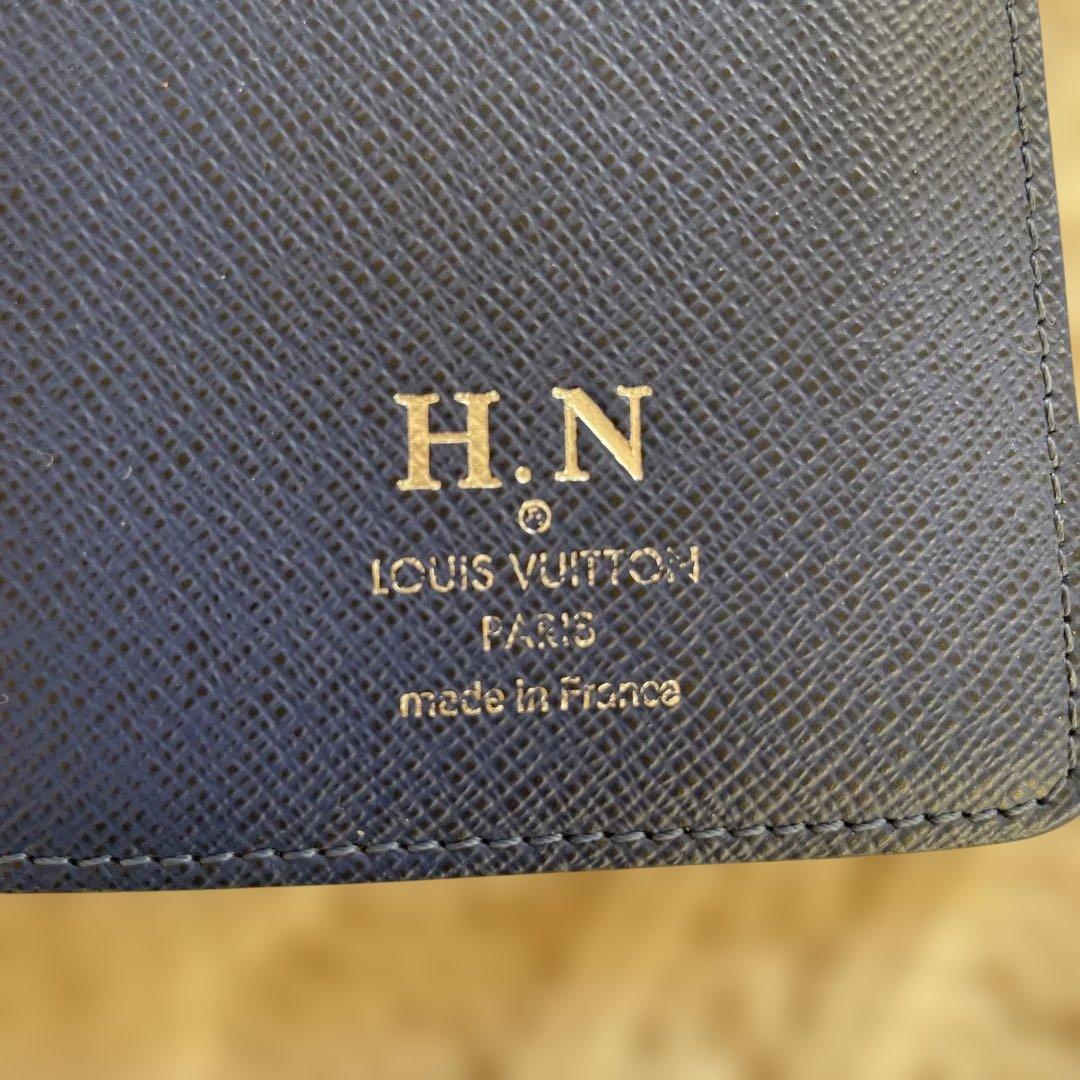 H.N
®
LOUIS VUITTON
PARIS
made in France